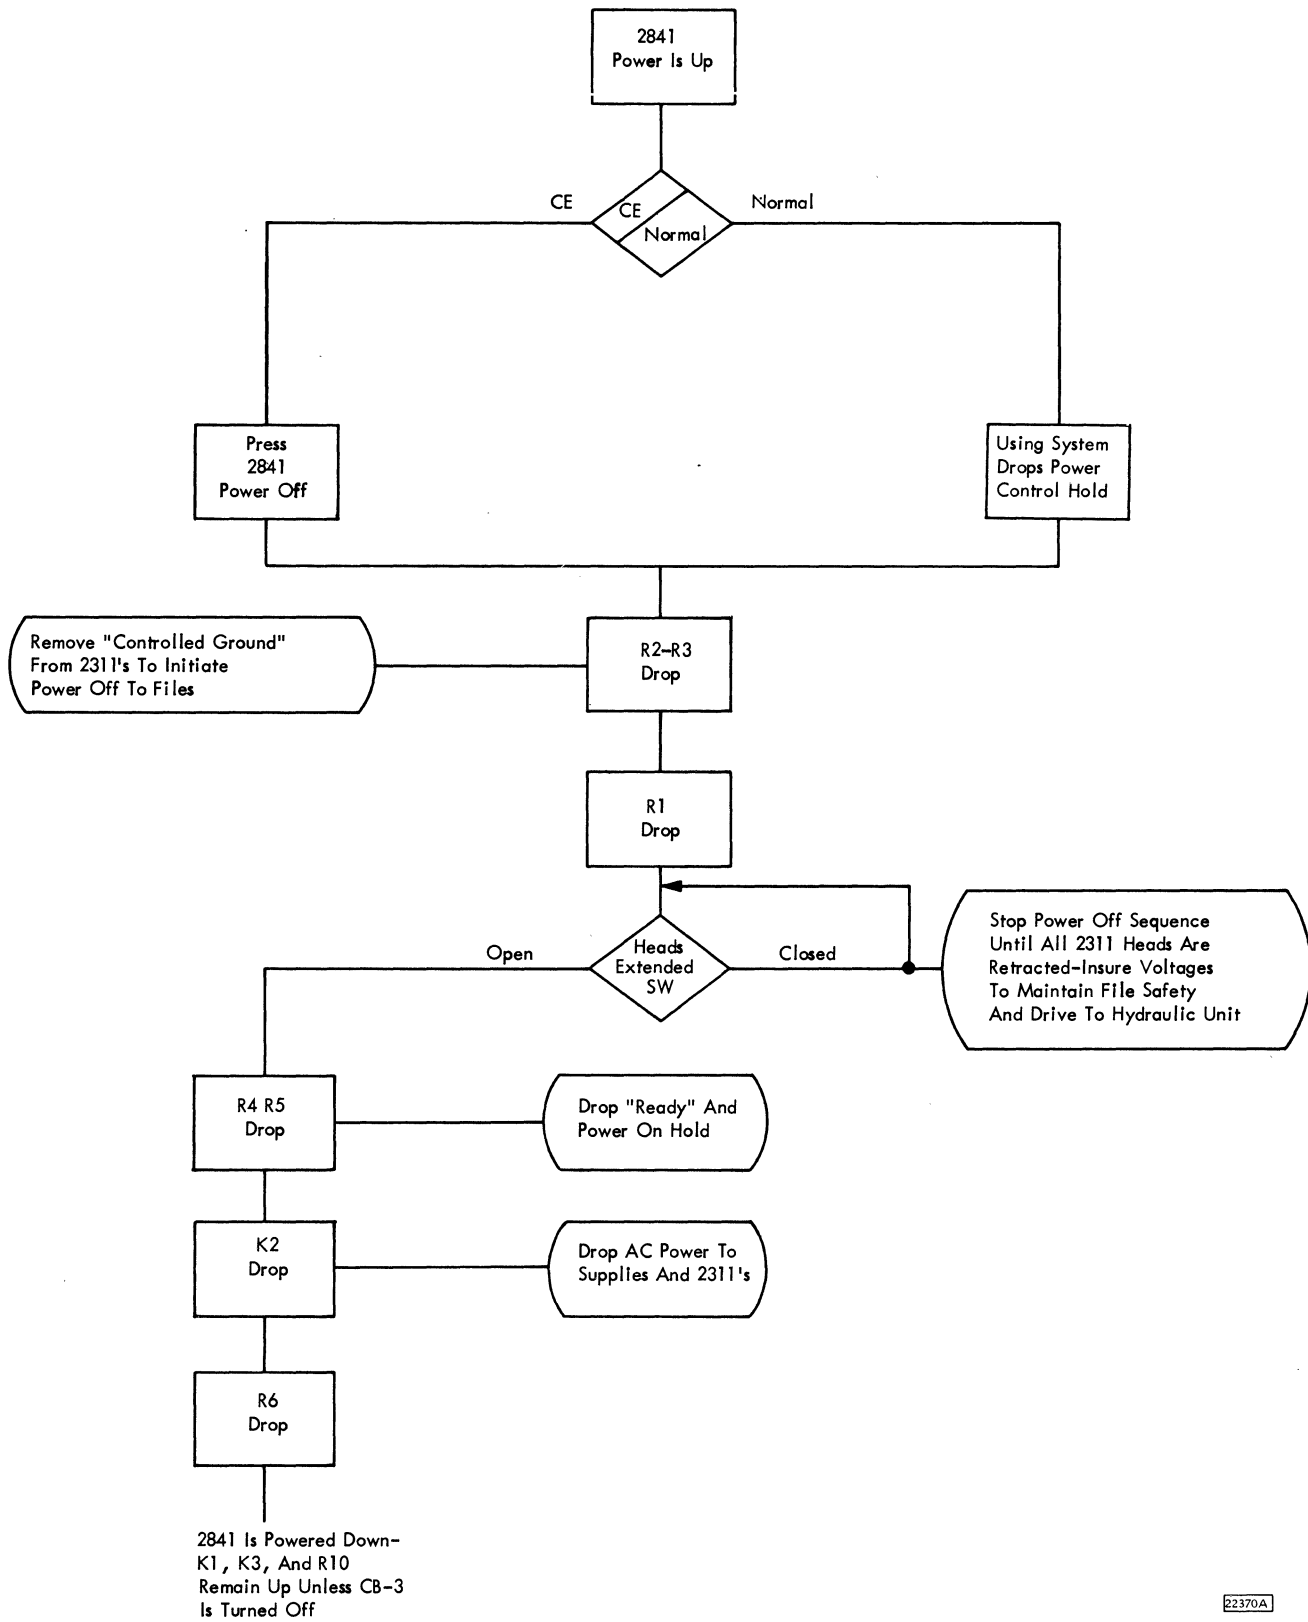 2841
Power Is Up
CE
CE
Normal
Normal
Press
2841
Power Off
Using System
Drops Power
Control Hold
Remove "Controlled Ground"
From 2311's To Initiate
Power Off To Files
R2-R3
Drop
R1
Drop
Open
Heads
Extended
SW
Closed
Stop Power Off Sequence
Until All 2311 Heads Are
Retracted-Insure Voltages
To Maintain File Safety
And Drive To Hydraulic Unit
R4 R5
Drop
Drop "Ready" And
Power On Hold
K2
Drop
Drop AC Power To
Supplies And 2311's
R6
Drop
2841 Is Powered Down-
K1, K3, And R10
Remain Up Unless CB-3
Is Turned Off
22370A